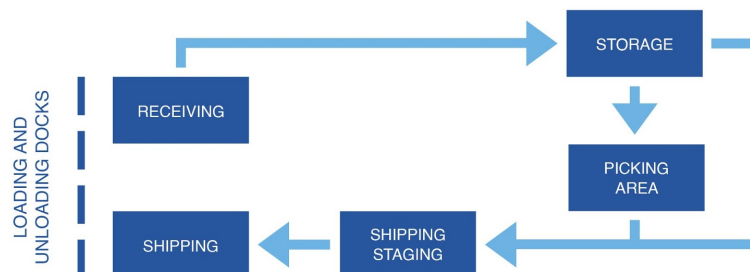 STORAGE
RECEIVING
LOADING AND
UNLOADING DOCKS
PICKING
AREA
SHIPPING
SHIPPING
STAGING